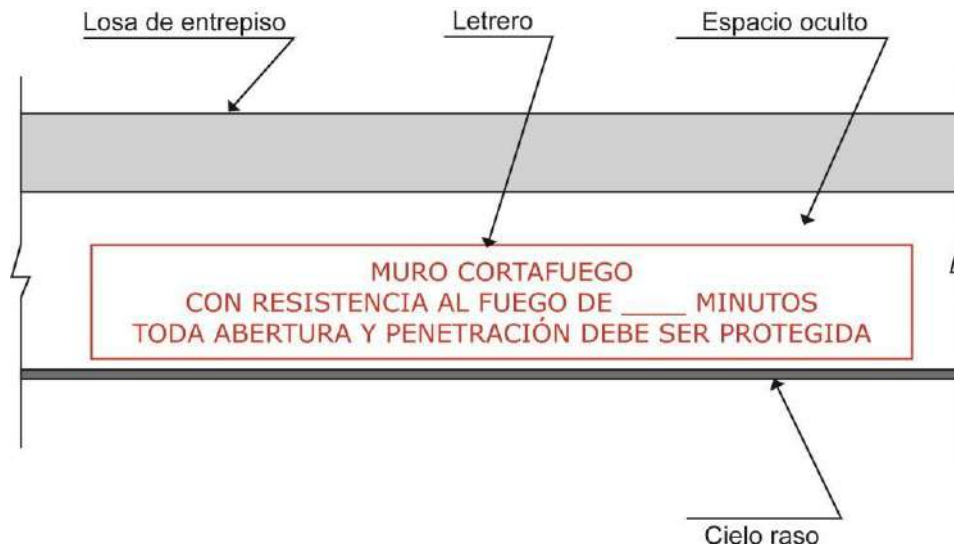 Losa de entrepiso
Letrero
Espacio oculto
MURO CORTAFUEGO
CON RESISTENCIA AL FUEGO DE ____ MINUTOS
TODA ABERTURA Y PENETRACIÓN DEBE SER PROTEGIDA
Cielo raso